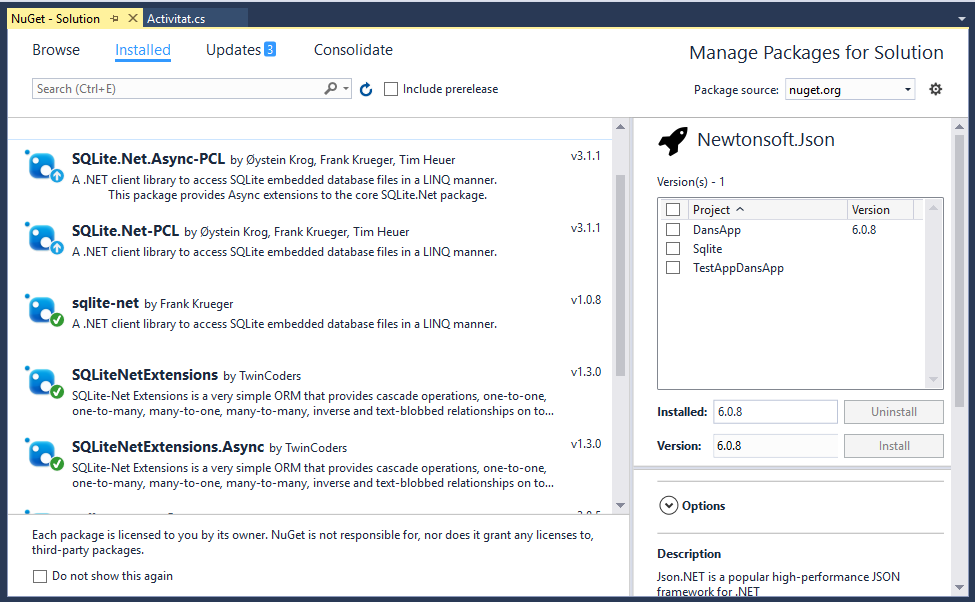 NuGet - Solution
Activitat.cs
Browse
Installed
Updates 3
Consolidate
Manage Packages for Solution
Search (Ctrl+E)
Include prerelease
Package source:
nuget.org
SQLite.Net.Async-PCL by Øystein Krog, Frank Krueger, Tim Heuer
v3.1.1
A .NET client library to access SQLite embedded database files in a LINQ manner.
This package provides Async extensions to the core SQLite.Net package.
SQLite.Net-PCL by Øystein Krog, Frank Krueger, Tim Heuer
v3.1.1
A .NET client library to access SQLite embedded database files in a LINQ manner.
sqlite-net by Frank Krueger
v1.0.8
A .NET client library to access SQLite embedded database files in a LINQ manner.
SQLiteNetExtensions by TwinCoders
v1.3.0
SQLite-Net Extensions is a very simple ORM that provides cascade operations, one-to-one,
one-to-many, many-to-one, many-to-many, inverse and text-blobbed relationships on to...
SQLiteNetExtensions.Async by TwinCoders
v1.3.0
SQLite-Net Extensions is a very simple ORM that provides cascade operations, one-to-one,
one-to-many, many-to-one, many-to-many, inverse and text-blobbed relationships on to...
Each package is licensed to you by its owner. NuGet is not responsible for, nor does it grant any licenses to,
third-party packages.
Do not show this again
Newtonsoft.Json
Version(s) - 1
Project
Version
DansApp
6.0.8
Sqlite
TestAppDansApp
Installed:
6.0.8
Uninstall
Version:
6.0.8
Install
Options
Description
Json.NET is a popular high-performance JSON
framework for .NET